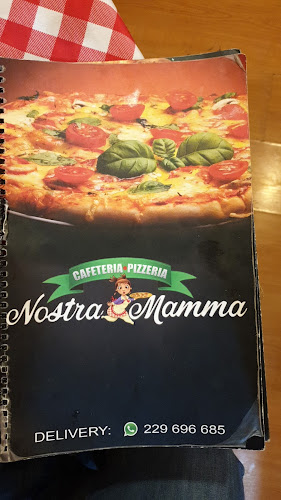 CAFETERIA PIZZERIA
Nostra Mamma
DELIVERY: 229 696 685